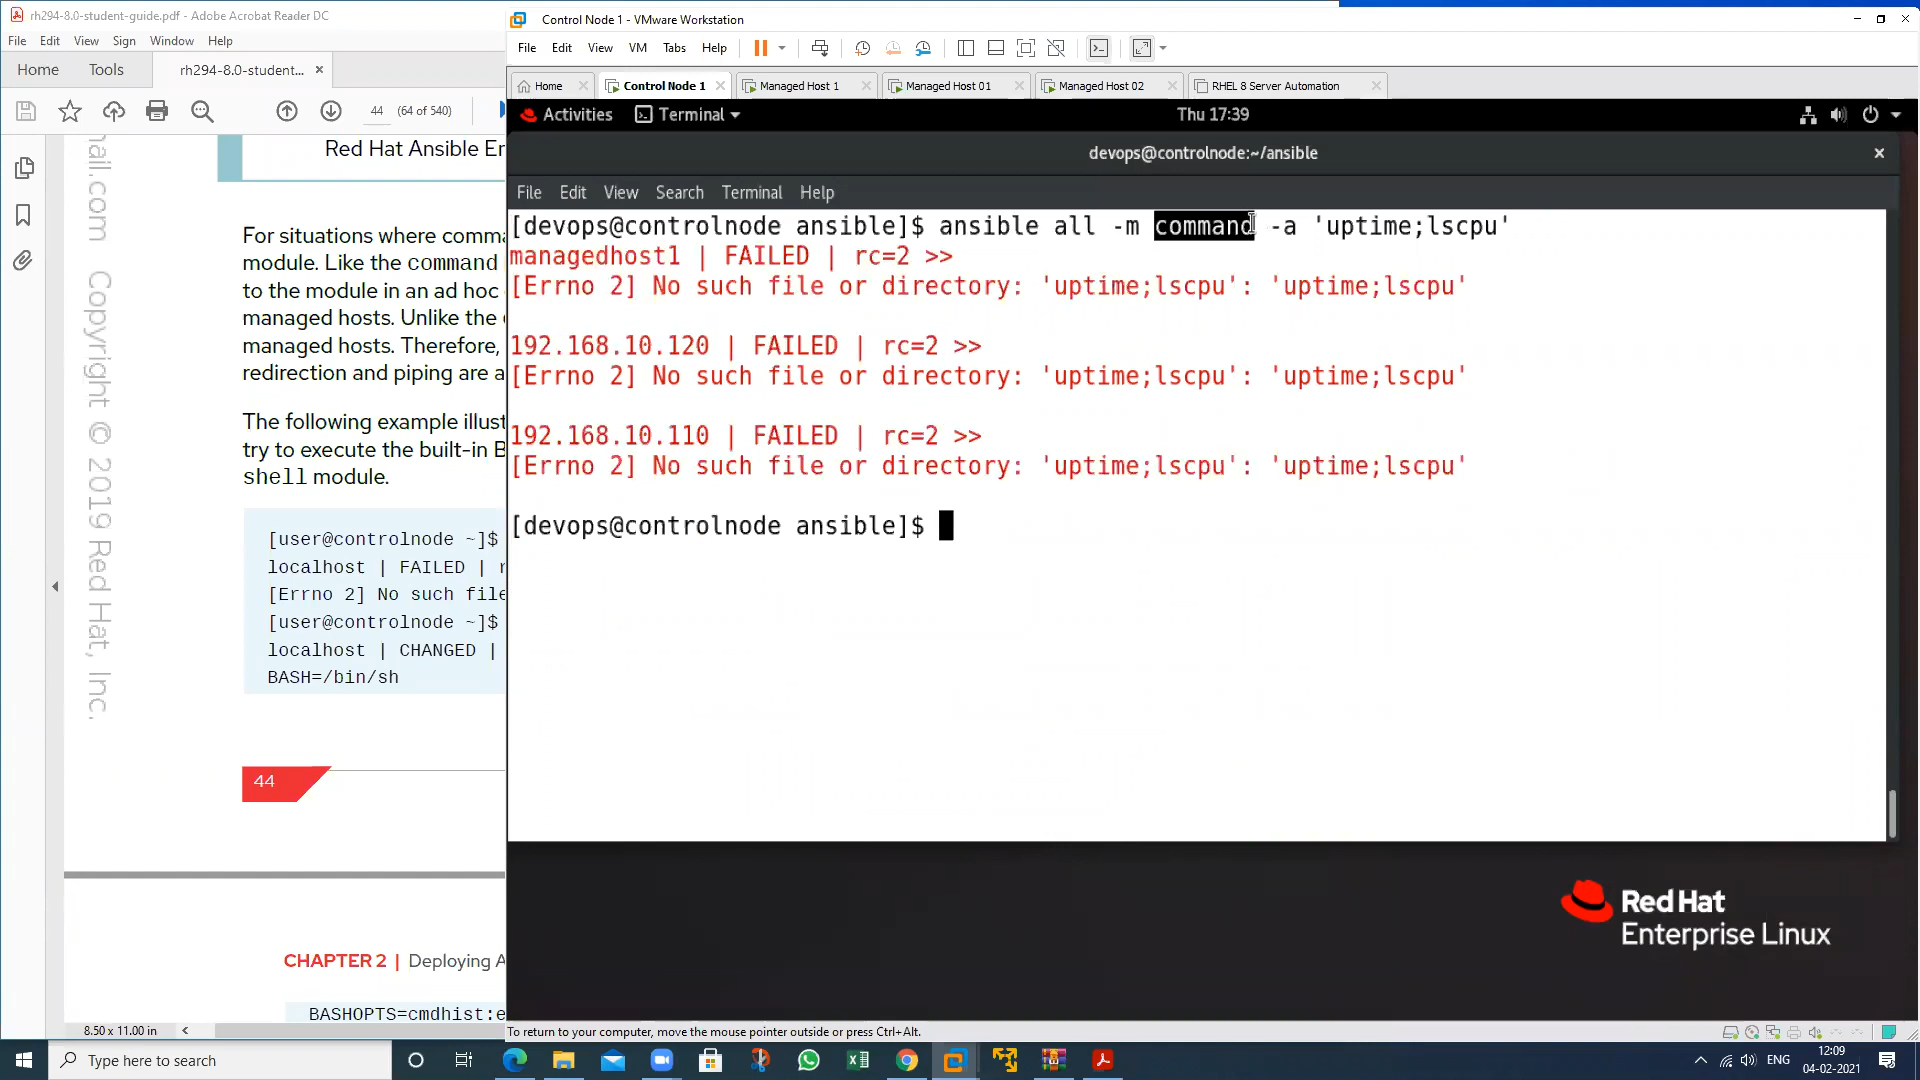 rh294-8.0-student-guide.pdf - Adobe Acrobat Reader DC
File Edit View Sign Window Help
Home Tools rh294-8.0-student... ×
44 (64 of 540)
ail.com Copyright © 2019 Red Hat, Inc.
Red Hat Ansible En
For situations where comma
module. Like the command
to the module in an ad hoc
managed hosts. Unlike the
managed hosts. Therefore,
redirection and piping are a
The following example illust
try to execute the built-in B
shell module.
[user@controlnode ~]$
localhost | FAILED | r
[Errno 2] No such file
[user@controlnode ~]$
localhost | CHANGED |
BASH=/bin/sh
44
CHAPTER 2 | Deploying A
BASHOPTS=cmdhist:e
8.50 x 11.00 in
Control Node 1 - VMware Workstation
File Edit View VM Tabs Help
Home Control Node 1 Managed Host 1 Managed Host 01 Managed Host 02 RHEL 8 Server Automation
Activities Terminal Thu 17:39
devops@controlnode:~/ansible
File Edit View Search Terminal Help
[devops@controlnode ansible]$ ansible all -m command -a 'uptime;lscpu'
managedhost1 | FAILED | rc=2 >>
[Errno 2] No such file or directory: 'uptime;lscpu': 'uptime;lscpu'
192.168.10.120 | FAILED | rc=2 >>
[Errno 2] No such file or directory: 'uptime;lscpu': 'uptime;lscpu'
192.168.10.110 | FAILED | rc=2 >>
[Errno 2] No such file or directory: 'uptime;lscpu': 'uptime;lscpu'
[devops@controlnode ansible]$
Red Hat
Enterprise Linux
To return to your computer, move the mouse pointer outside or press Ctrl+Alt.
Type here to search
ENG
12:09
04-02-2021